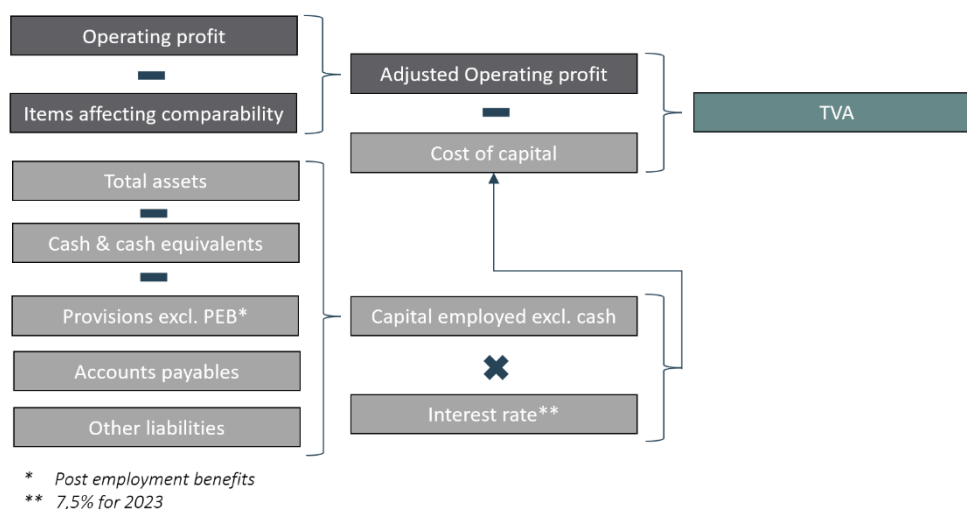 Operating profit
Items affecting comparability
Adjusted Operating profit
Cost of capital
TVA
Total assets
Cash & cash equivalents
Provisions excl. PEB*
Accounts payables
Other liabilities
Capital employed excl. cash
Interest rate**
* Post employment benefits
** 7,5% for 2023